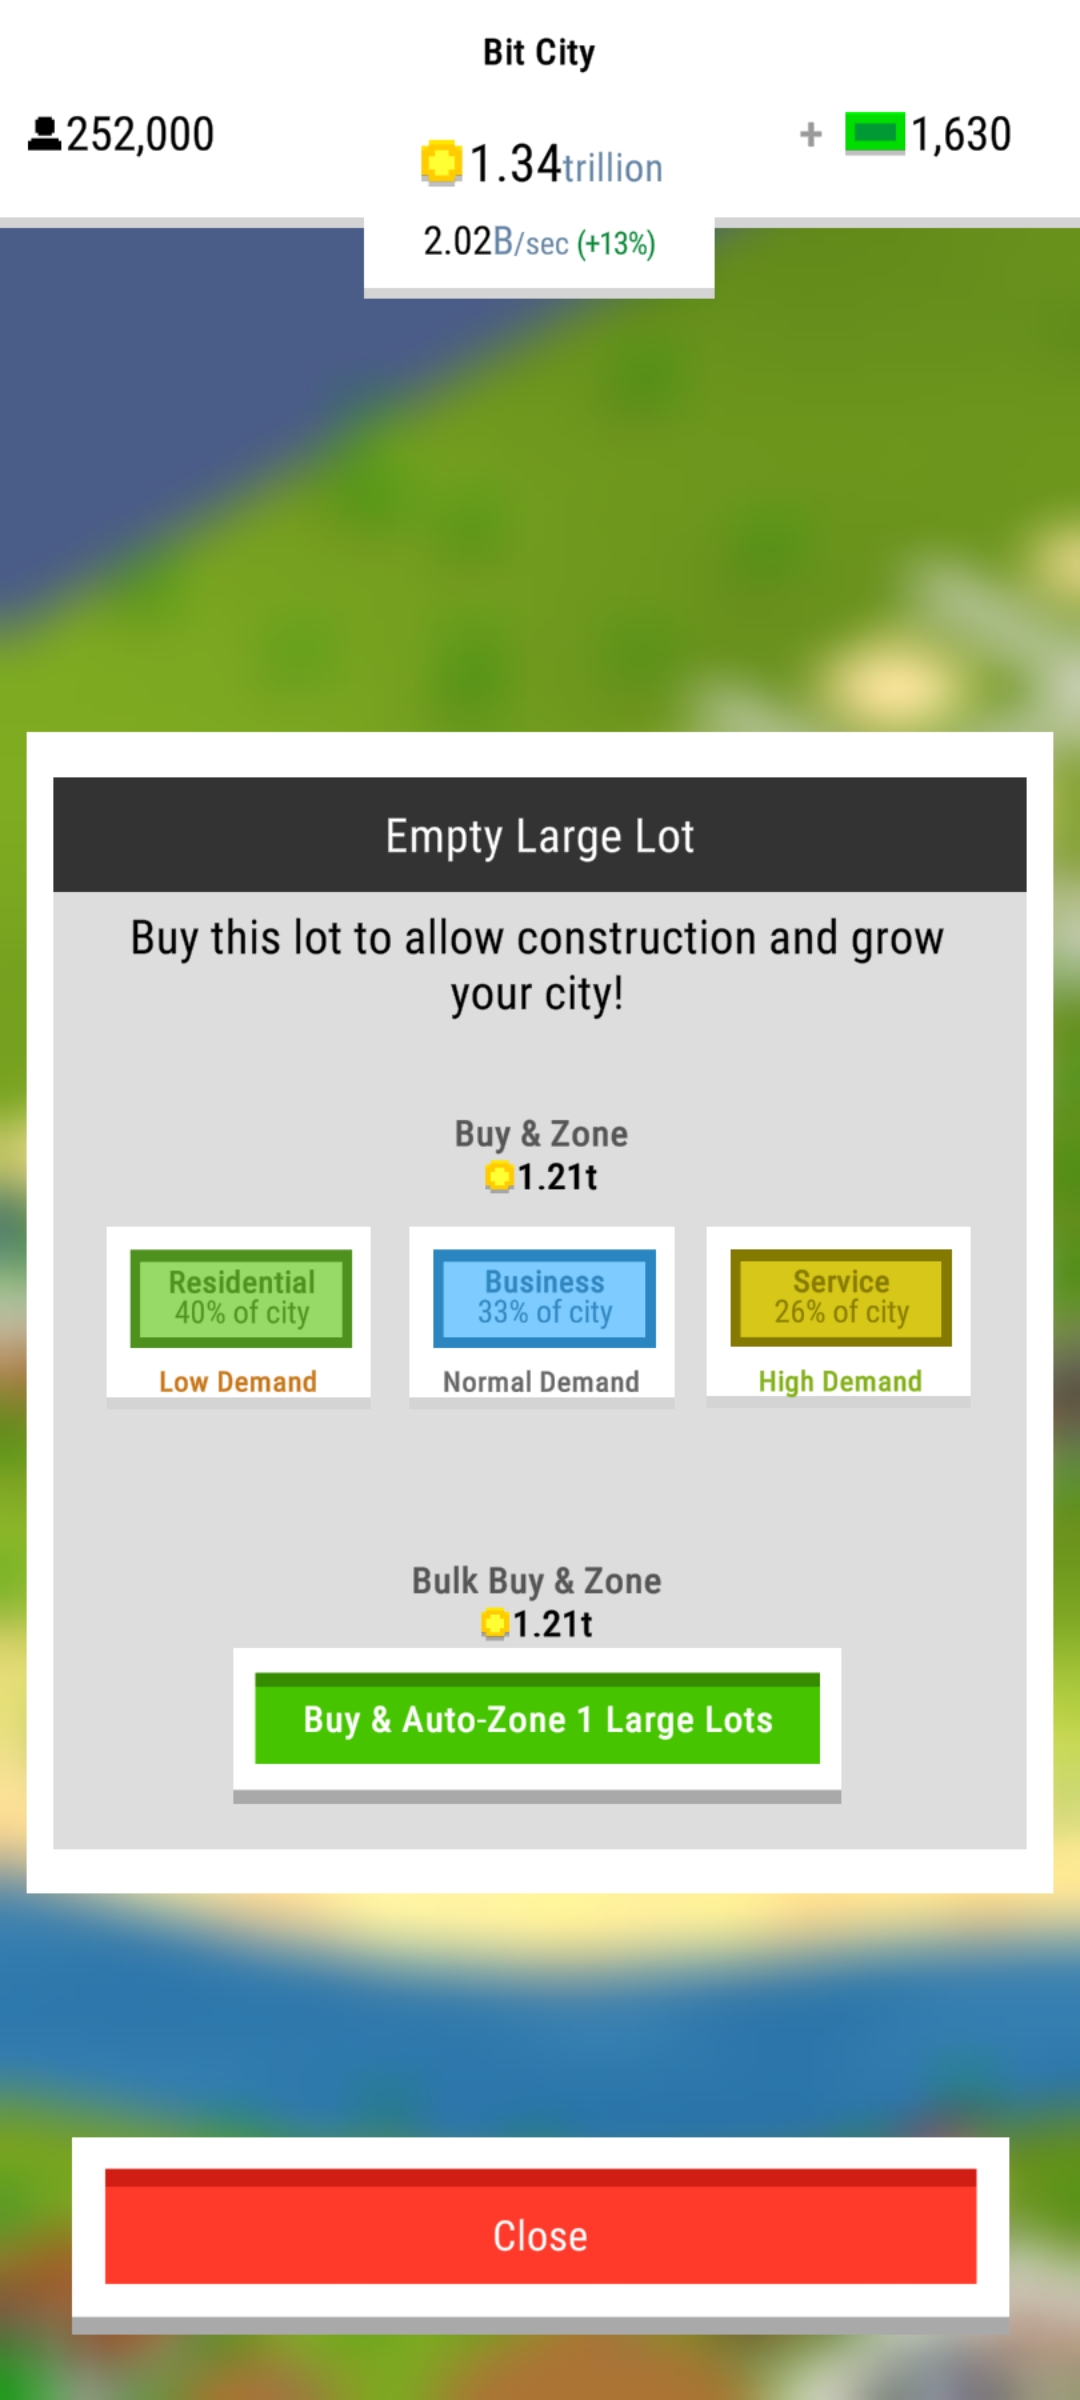 Bit City
252,000
1.34trillion
+ 1,630
2.02B/sec (+13%)
Empty Large Lot
Buy this lot to allow construction and grow
your city!
Buy & Zone
1.21t
Residential
40% of city
Low Demand
Business
33% of city
Normal Demand
Service
26% of city
High Demand
Bulk Buy & Zone
1.21t
Buy & Auto-Zone 1 Large Lots
Close